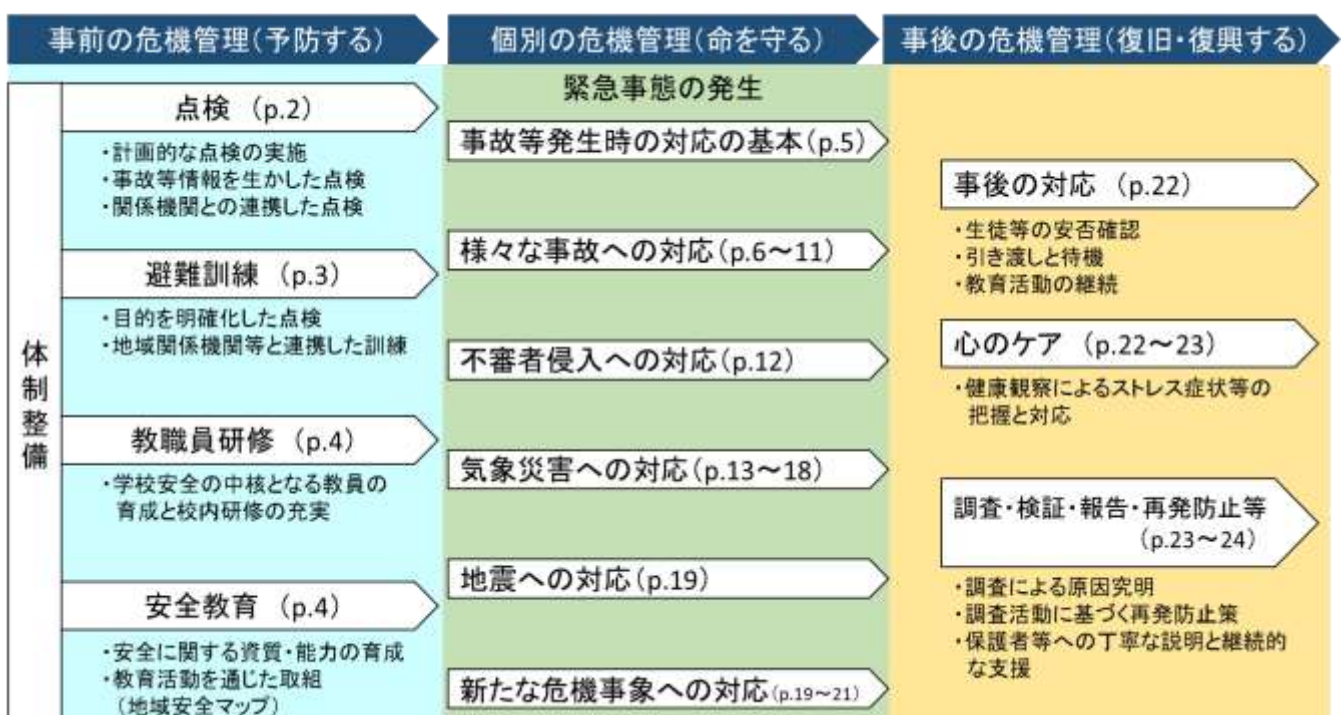 事前の危機管理(予防する)
個別の危機管理(命を守る)
事後の危機管理(復旧・復興する)
体制整備
点検 (p.2)
・計画的な点検の実施
・事故等情報を生かした点検
・関係機関との連携した点検
避難訓練 (p.3)
・目的を明確化した点検
・地域関係機関等と連携した訓練
教職員研修 (p.4)
・学校安全の中核となる教員の
育成と校内研修の充実
安全教育 (p.4)
・安全に関する資質・能力の育成
・教育活動を通じた取組
(地域安全マップ)
緊急事態の発生
事故等発生時の対応の基本(p.5)
様々な事故への対応(p.6～11)
不審者侵入への対応(p.12)
気象災害への対応(p.13～18)
地震への対応(p.19)
新たな危機事象への対応(p.19～21)
事後の対応 (p.22)
・生徒等の安否確認
・引き渡しと待機
・教育活動の継続
心のケア (p.22～23)
・健康観察によるストレス症状等の
把握と対応
調査・検証・報告・再発防止等
(p.23～24)
・調査による原因究明
・調査活動に基づく再発防止策
・保護者等への丁寧な説明と継続的
な支援